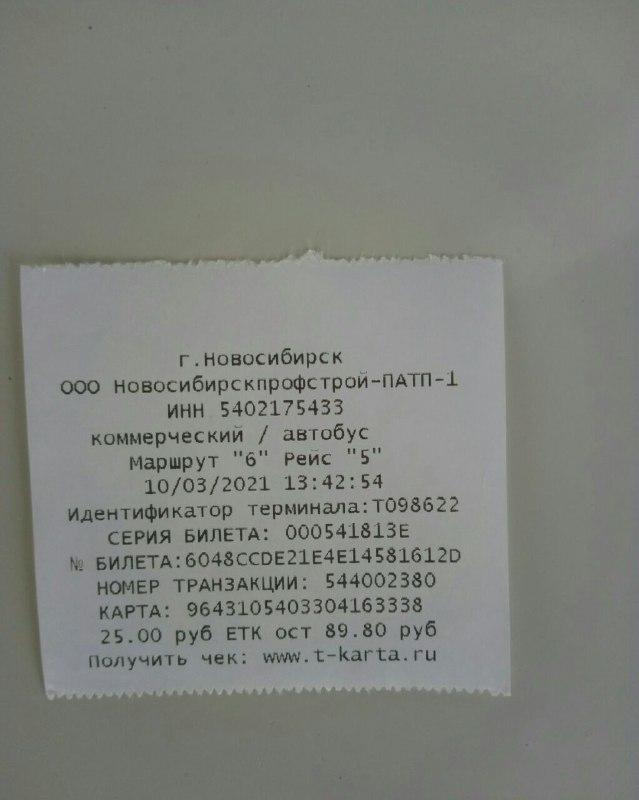 г.Новосибирск
ООО Новосибирскпрофстрой-ПАТП-1
ИНН 5402175433
коммерческий / автобус
Маршрут "6" Рейс "5"
10/03/2021 13:42:54
Идентификатор терминала:T098622
СЕРИЯ БИЛЕТА: 000541813E
№ БИЛЕТА:6048CCDE21E4E14581612D
НОМЕР ТРАНЗАКЦИИ: 544002380
КАРТА: 9643105403304163338
25.00 руб ЕТК ост 89.80 руб
Получить чек: www.t-karta.ru